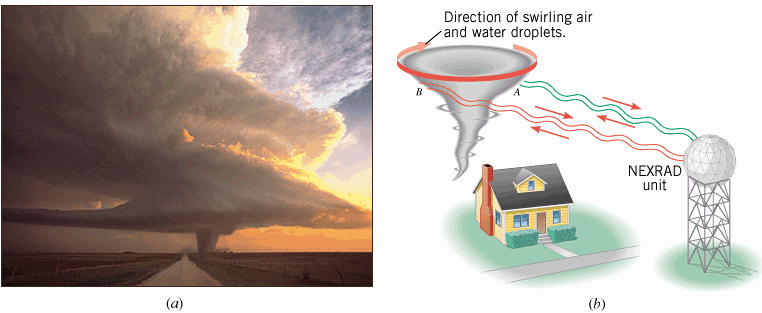 Direction of swirling air
and water droplets.
B
A
NEXRAD
unit
(a)
(b)